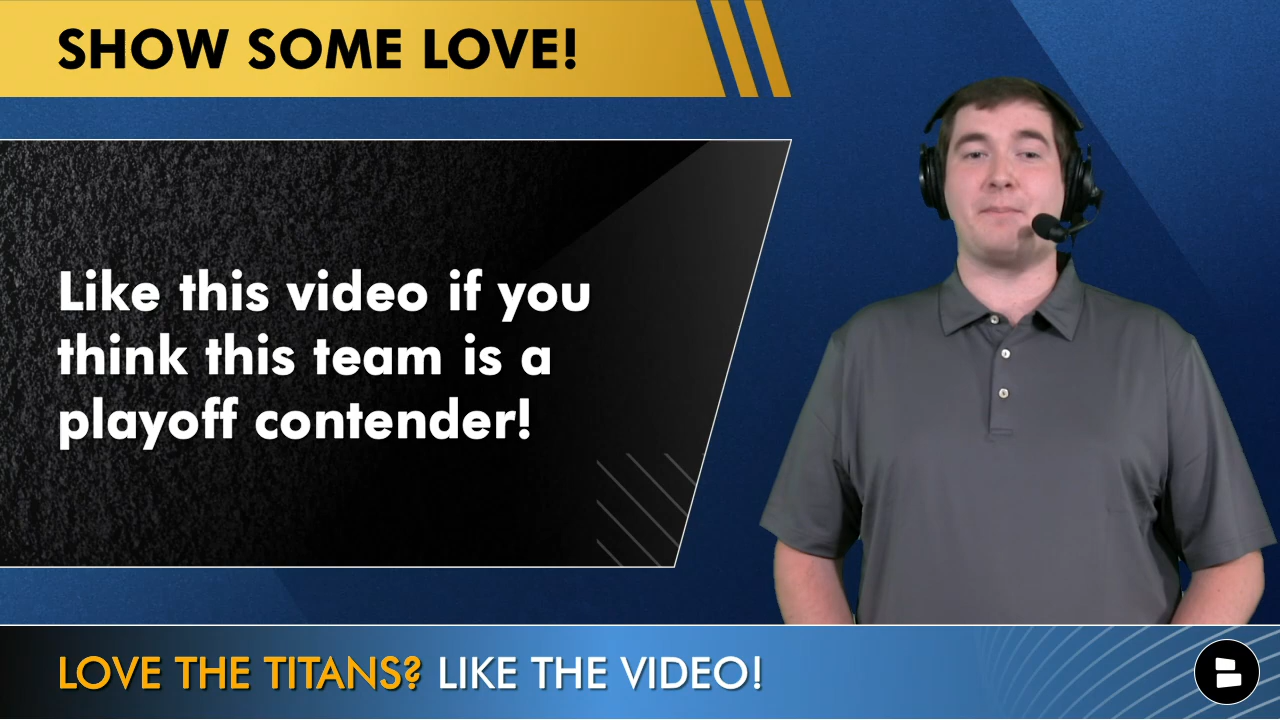 SHOW SOME LOVE!
Like this video if you
think this team is a
playoff contender!
LOVE THE TITANS? LIKE THE VIDEO!